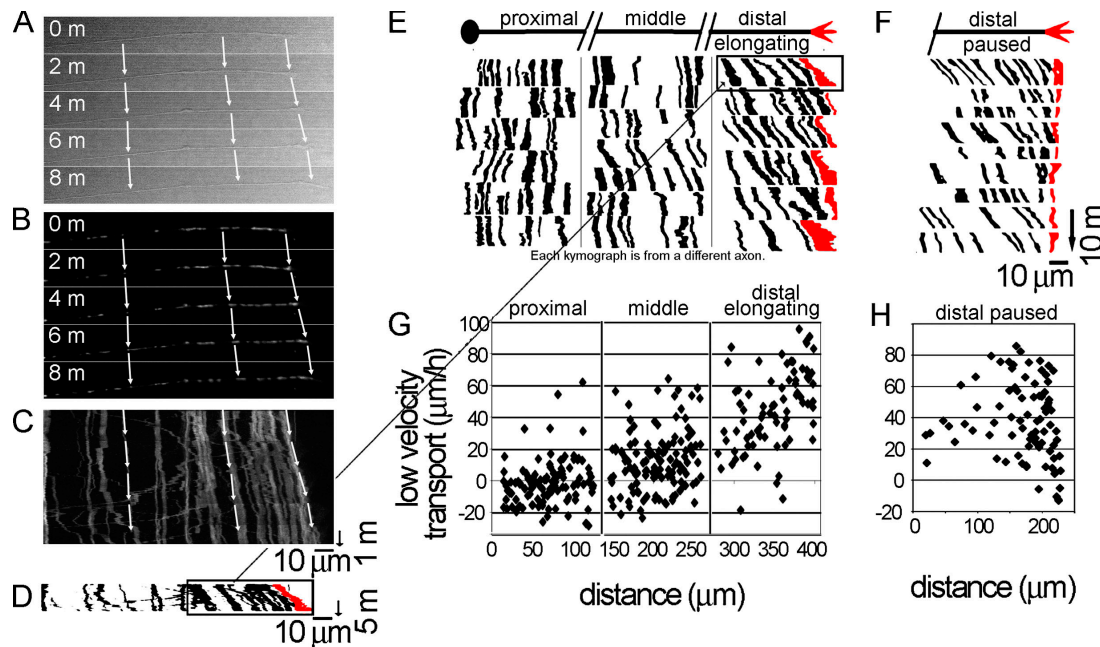 A
0 m
2 m
4 m
6 m
8 m
B
0 m
2 m
4 m
6 m
8 m
C
10 μm
1 m
D
10 μm
5 m
E
proximal
middle
distal
elongating
Each kymograph is from a different axon.
F
distal
paused
10 m
10 μm
G
proximal
middle
distal
elongating
low velocity
transport (μm/h)
100
80
60
40
20
0
-20
0
50
100
150
200
250
300
350
400
distance (μm)
H
distal paused
80
60
40
20
0
-20
0
50
100
150
200
distance (μm)